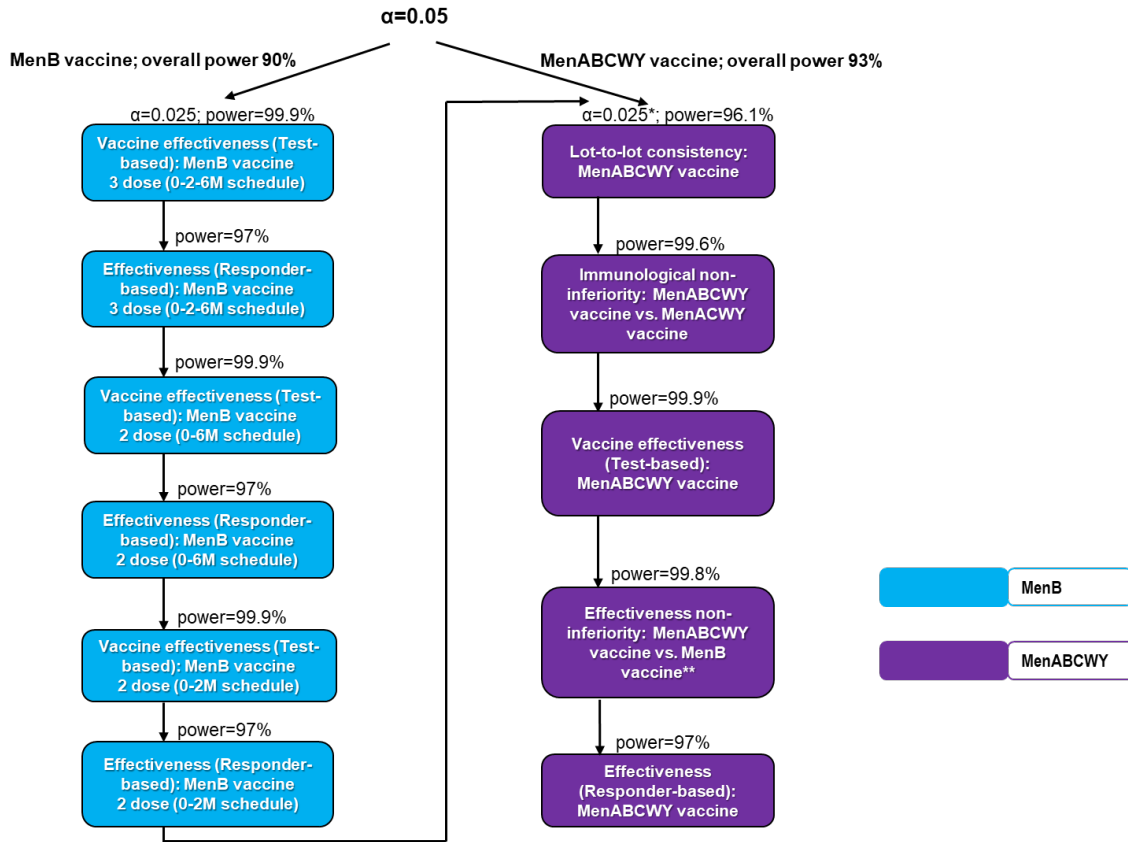 α=0.05
MenB vaccine; overall power 90%
MenABCWY vaccine; overall power 93%
α=0.025; power=99.9%
Vaccine effectiveness (Test-
based): MenB vaccine
3 dose (0-2-6M schedule)
power=97%
Effectiveness (Responder-
based): MenB vaccine
3 dose (0-2-6M schedule)
power=99.9%
Vaccine effectiveness (Test-
based): MenB vaccine
2 dose (0-6M schedule)
power=97%
Effectiveness (Responder-
based): MenB vaccine
2 dose (0-6M schedule)
power=99.9%
Vaccine effectiveness (Test-
based): MenB vaccine
2 dose (0-2M schedule)
power=97%
Effectiveness (Responder-
based): MenB vaccine
2 dose (0-2M schedule)
α=0.025*; power=96.1%
Lot-to-lot consistency:
MenABCWY vaccine
power=99.6%
Immunological non-
inferiority: MenABCWY
vaccine vs. MenACWY
vaccine
power=99.9%
Vaccine effectiveness
(Test-based):
MenABCWY vaccine
power=99.8%
Effectiveness non-
inferiority: MenABCWY
vaccine vs. MenB
vaccine**
power=97%
Effectiveness
(Responder-based):
MenABCWY vaccine
MenB
MenABCWY